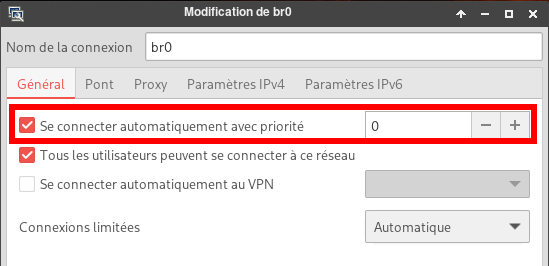 Modification de br0
Nom de la connexion br0
Général Pont Proxy Paramètres IPv4 Paramètres IPv6
Se connecter automatiquement avec priorité 0
Tous les utilisateurs peuvent se connecter à ce réseau
Se connecter automatiquement au VPN
Connexions limitées Automatique